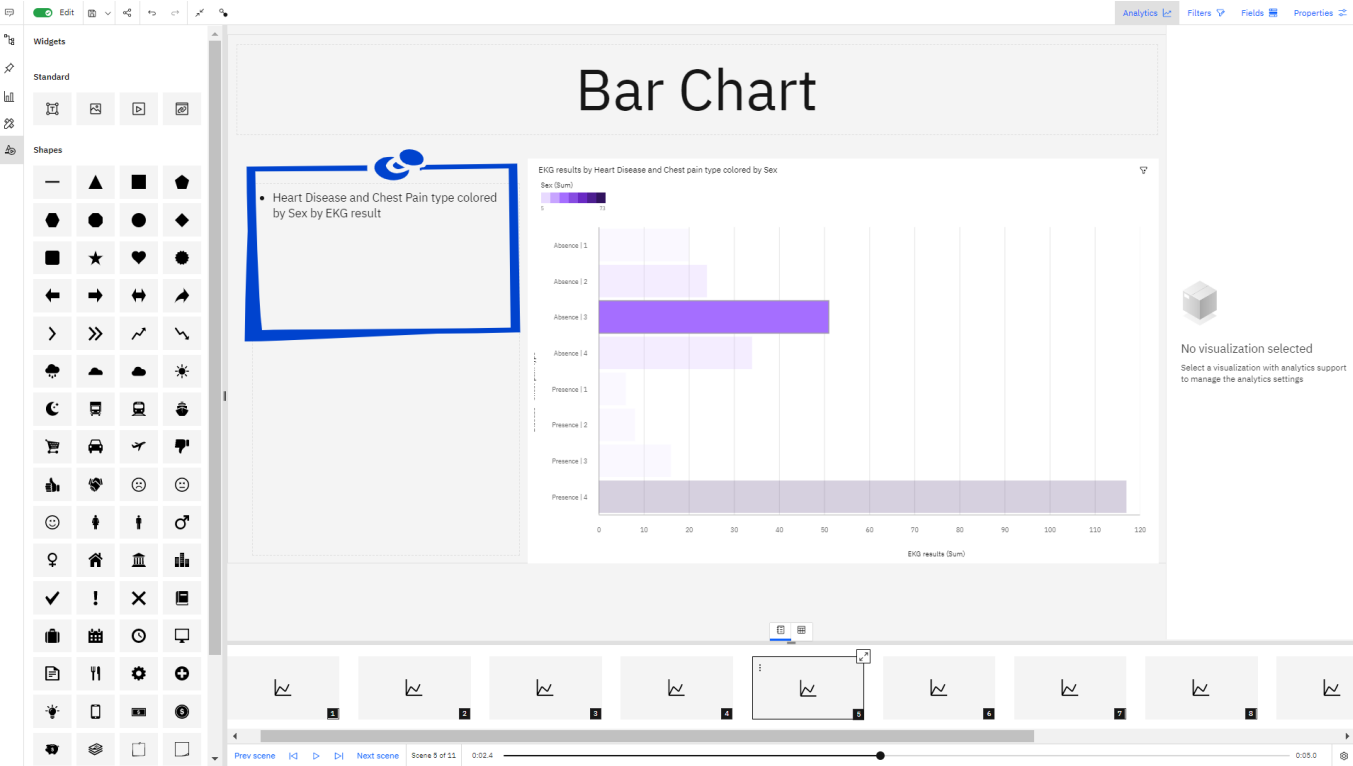 Edit
Analytics
Filters
Fields
Properties
Widgets
Standard
Shapes
Bar Chart
Heart Disease and Chest Pain type colored
by Sex by EKG result
EKG results by Heart Disease and Chest pain type colored by Sex
Sex (Sum)
5 73
Absence | 1
Absence | 2
Absence | 3
Absence | 4
Presence | 1
Presence | 2
Presence | 3
Presence | 4
0 10 20 30 40 50 60 70 80 90 100 110 120
EKG results (Sum)
No visualization selected
Select a visualization with analytics support
to manage the analytics settings
1 2 3 4 5 6 7 8
Prev scene
Next scene
Scene 5 of 11
0:02.4
0:05.0